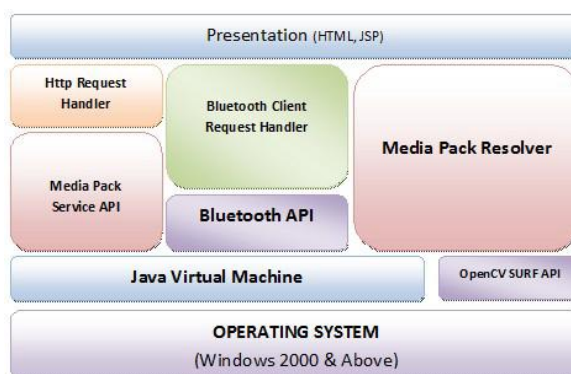 Presentation (HTML, JSP)
Http Request
Handler
Bluetooth Client
Request Handler
Media Pack Resolver
Media Pack
Service API
Bluetooth API
Java Virtual Machine
OpenCV SURF API
OPERATING SYSTEM
(Windows 2000 & Above)